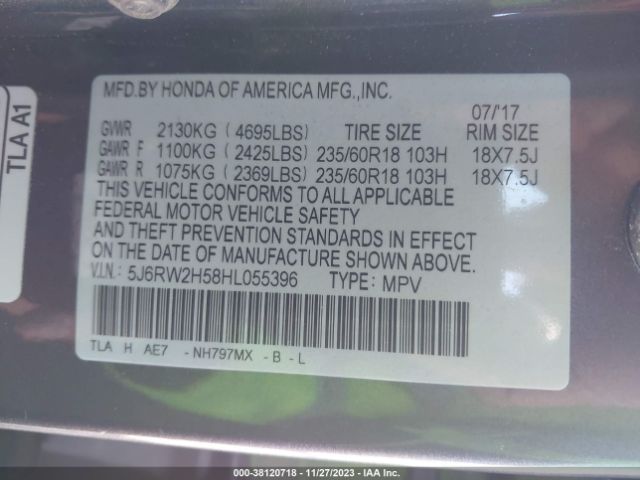 TLA A1
MFD.BY HONDA OF AMERICA MFG.,INC.
07/'17
GVWR 2130KG ( 4695LBS) TIRE SIZE RIM SIZE
GAWR F 1100KG ( 2425LBS) 235/60R18 103H 18X7.5J
GAWR R 1075KG ( 2369LBS) 235/60R18 103H 18X7.5J
THIS VEHICLE CONFORMS TO ALL APPLICABLE
FEDERAL MOTOR VEHICLE SAFETY
AND THEFT PREVENTION STANDARDS IN EFFECT
ON THE DATE OF MANUFACTURE SHOWN ABOVE.
V.I.N.: 5J6RW2H58HL055396 TYPE: MPV
TLA H AE7 - NH797MX - B - L
000-38120718 - 11/27/2023 - IAA Inc.